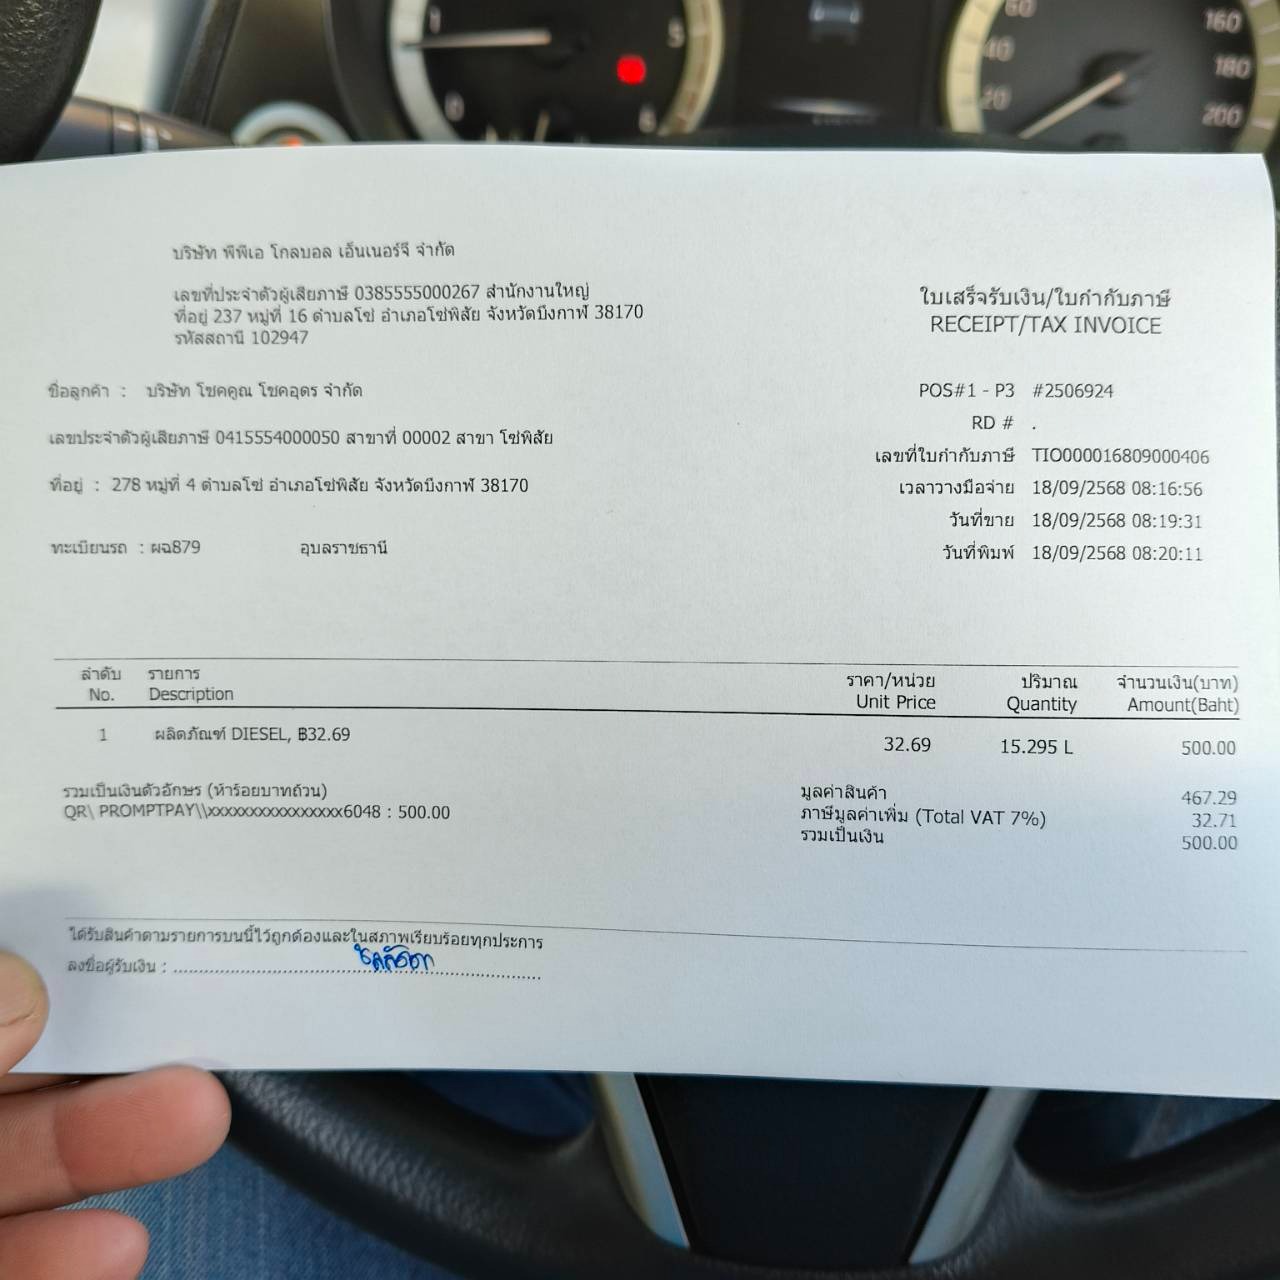 บริษัท พีพีเอ โกลบอล เอ็นเนอร์จี จำกัด
เลขที่ประจำตัวผู้เสียภาษี 0385555000267 สำนักงานใหญ่
ที่อยู่ 237 หมู่ที่ 16 ตำบลโซ่ อำเภอโซ่พิสัย จังหวัดบึงกาฬ 38170
รหัสสถานี 102947
ใบเสร็จรับเงิน/ใบกำกับภาษี
RECEIPT/TAX INVOICE
ชื่อลูกค้า : บริษัท โชคคูณ โชคอุดร จำกัด
เลขประจำตัวผู้เสียภาษี 0415554000050 สาขาที่ 00002 สาขา โซ่พิสัย
ที่อยู่ : 278 หมู่ที่ 4 ตำบลโซ่ อำเภอโซ่พิสัย จังหวัดบึงกาฬ 38170
ทะเบียนรถ : ผฉ879 อุบลราชธานี
POS#1 - P3 #2506924
RD # .
เลขที่ใบกำกับภาษี TIO000016809000406
เวลาวางมือจ่าย 18/09/2568 08:16:56
วันที่ขาย 18/09/2568 08:19:31
วันที่พิมพ์ 18/09/2568 08:20:11
ลำดับ รายการ ราคา/หน่วย ปริมาณ จำนวนเงิน(บาท)
No. Description Unit Price Quantity Amount(Baht)
1 ผลิตภัณฑ์ DIESEL, ฿32.69 32.69 15.295 L 500.00
รวมเป็นเงินตัวอักษร (ห้าร้อยบาทถ้วน)
QR\ PROMPTPAY\\xxxxxxxxxxxxxxxx6048 : 500.00
มูลค่าสินค้า 467.29
ภาษีมูลค่าเพิ่ม (Total VAT 7%) 32.71
รวมเป็นเงิน 500.00
ได้รับสินค้าตามรายการบนนี้ไว้ถูกต้องและในสภาพเรียบร้อยทุกประการ
ลงชื่อผู้รับเงิน :
1
5
0
6
20
40
60
160
180
200